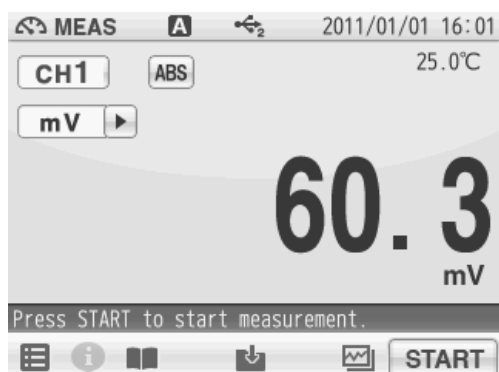 MEAS A 2 2011/01/01 16:01
CH1 ABS 25.0℃
mV
60.3
mV
Press START to start measurement.
START